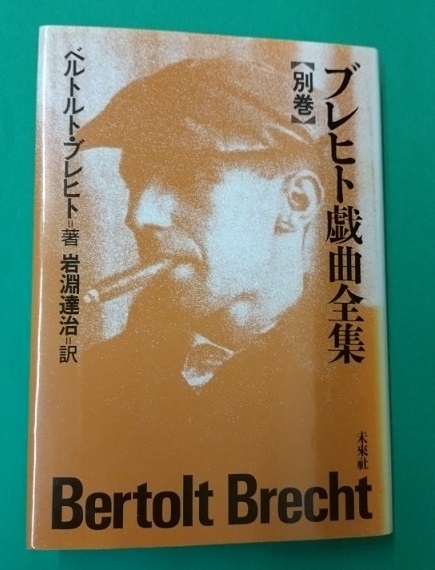 ブレヒト戯曲全集
【別巻】
ベルトルト・ブレヒト=著
岩淵達治=訳
未來社
Bertolt Brecht